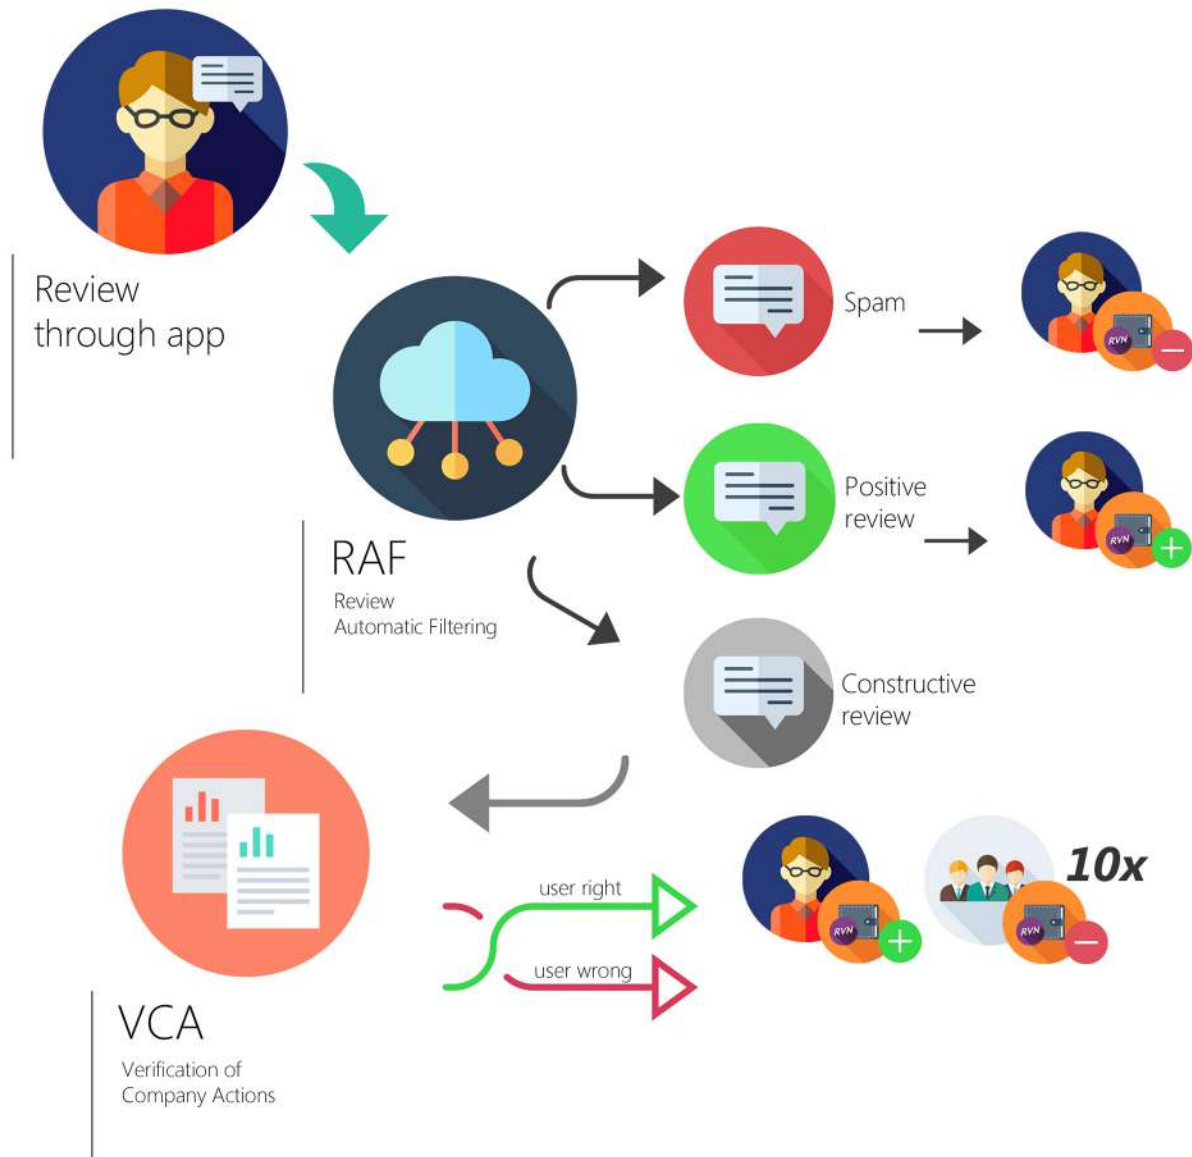 Review
through app
Spam
RVN
Positive
review
RVN
RAF
Review
Automatic Filtering
Constructive
review
10x
user right
RVN
RVN
user wrong
VCA
Verification of
Company Actions